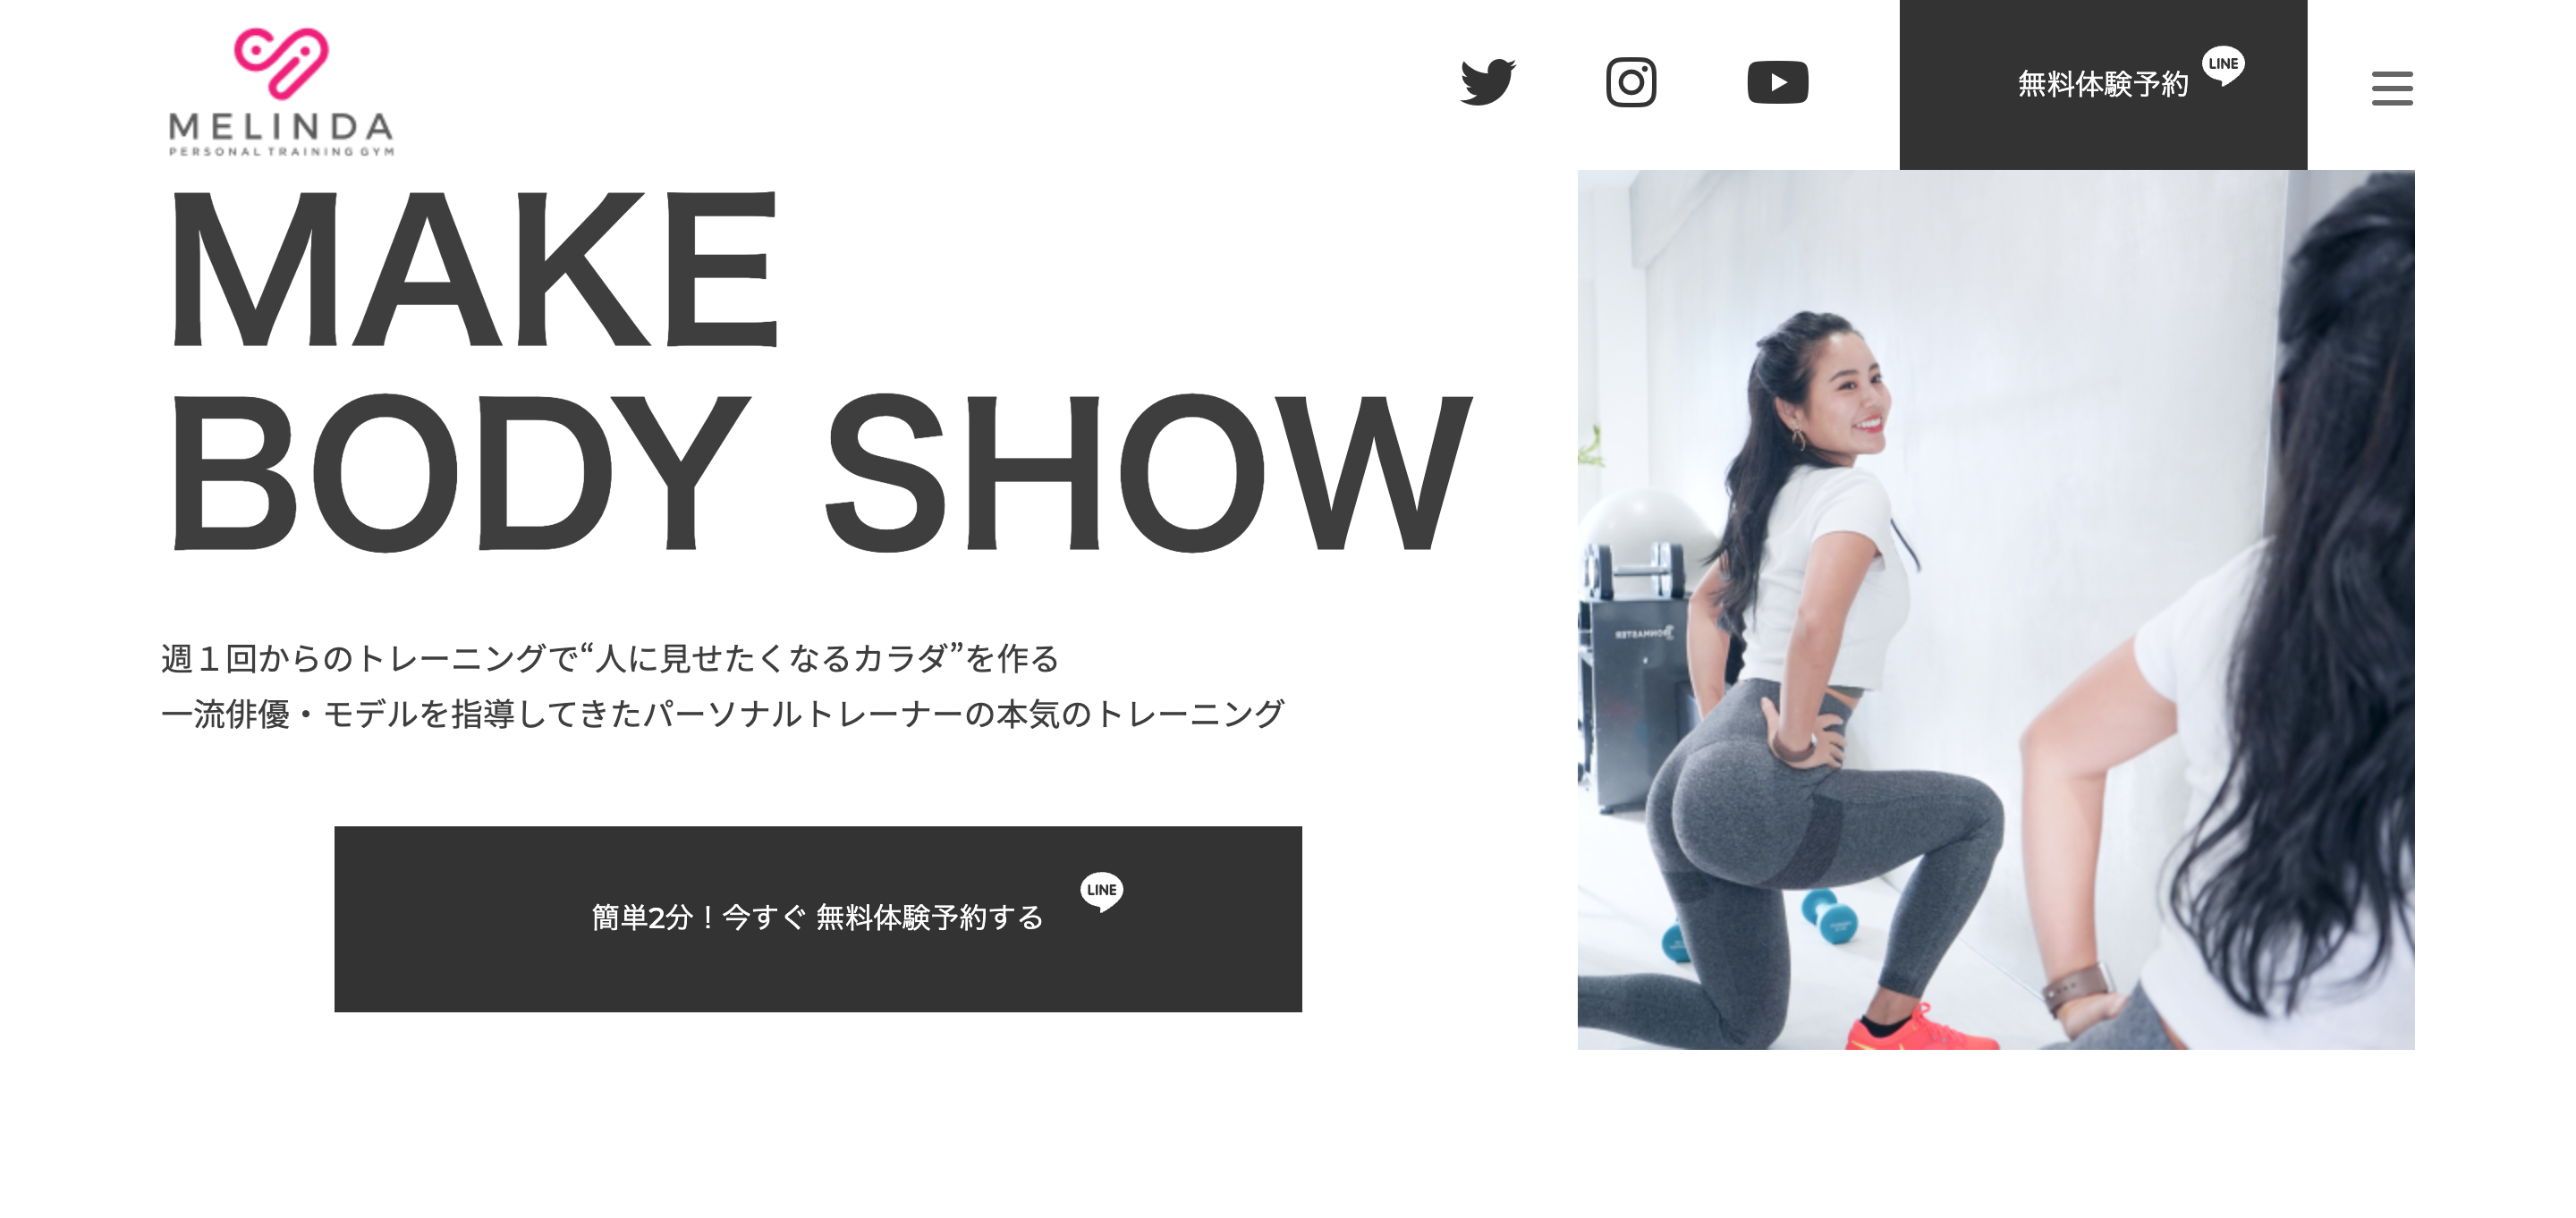 MELINDA
PERSONAL TRAINING GYM
無料体験予約
LINE
MAKE
BODY SHOW
週１回からのトレーニングで“人に見せたくなるカラダ”を作る
一流俳優・モデルを指導してきたパーソナルトレーナーの本気のトレーニング
簡単2分！今すぐ 無料体験予約する
LINE